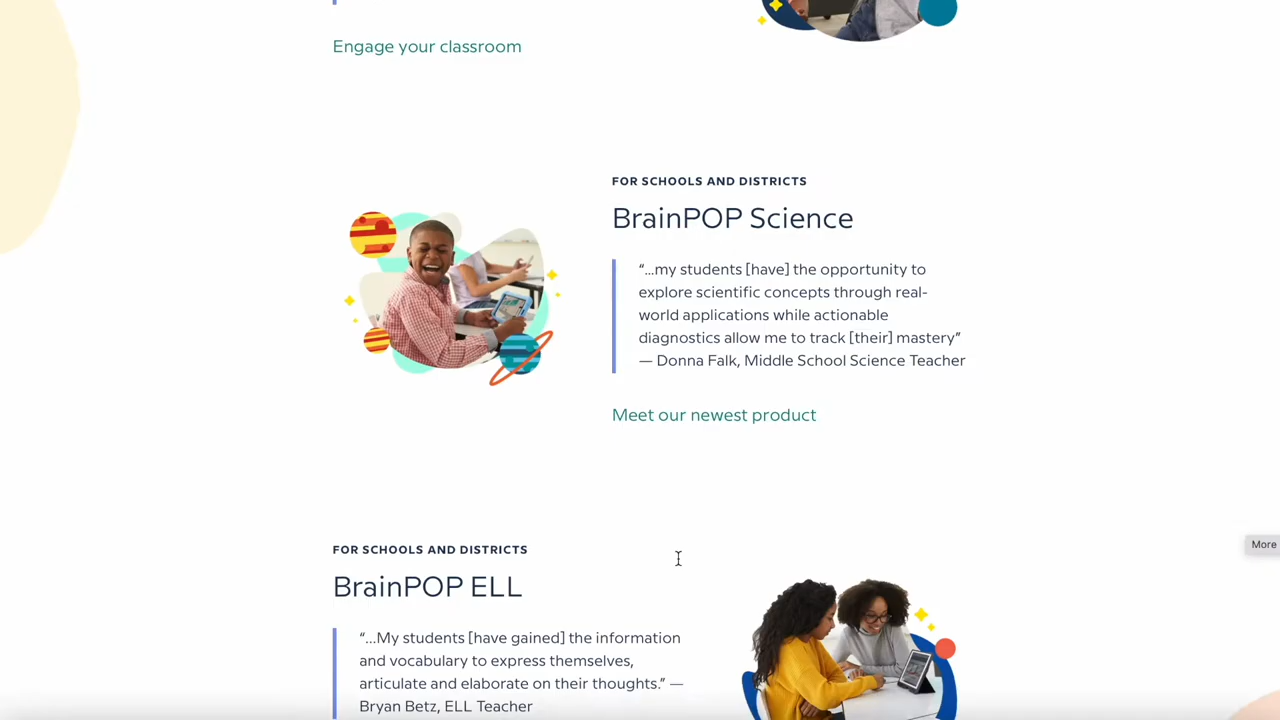 Engage your classroom
FOR SCHOOLS AND DISTRICTS
BrainPOP Science
“...my students [have] the opportunity to
explore scientific concepts through real-
world applications while actionable
diagnostics allow me to track [their] mastery”
— Donna Falk, Middle School Science Teacher
Meet our newest product
More
FOR SCHOOLS AND DISTRICTS
BrainPOP ELL
“...My students [have gained] the information
and vocabulary to express themselves,
articulate and elaborate on their thoughts.” —
Bryan Betz, ELL Teacher